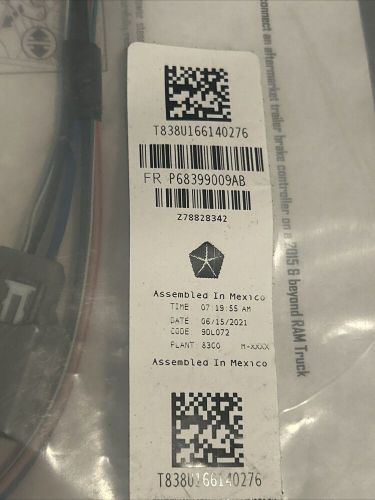 T838U166140276
FR P68399009AB
Z78828342
Assembled In Mexico
TIME 07:19:55 AM
DATE 06/15/2021
CODE 90L072
PLANT 83C0 M-XXXX
Assembled In Mexico
T838U166140276
connect an aftermarket trailer brake controller on a 2015 & beyond RAM Truck